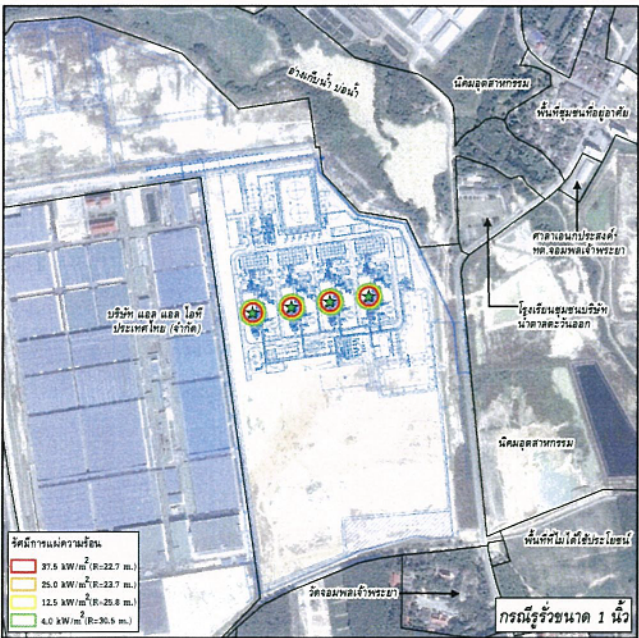 อ่างเก็บน้ำ บ่อน้ำ
นิคมอุตสาหกรรม
พื้นที่ชุมชนที่อยู่อาศัย
ศาลาเอนกประสงค์
ทต.จอมพลเจ้าพระยา
บริษัท แอล แอล ไอที
ประเทศไทย (จำกัด)
โรงเรียนชุมชนบริษัท
น้ำตาลตะวันออก
นิคมอุตสาหกรรม
พื้นที่ที่ไม่ได้ใช้ประโยชน์
รัศมีการแผ่ความร้อน
37.5 kW/m² (R=22.7 m.)
25.0 kW/m² (R=23.7 m.)
12.5 kW/m² (R=25.8 m.)
4.0 kW/m² (R=30.5 m.)
วัดจอมพลเจ้าพระยา
กรณีรูรั่วขนาด 1 นิ้ว